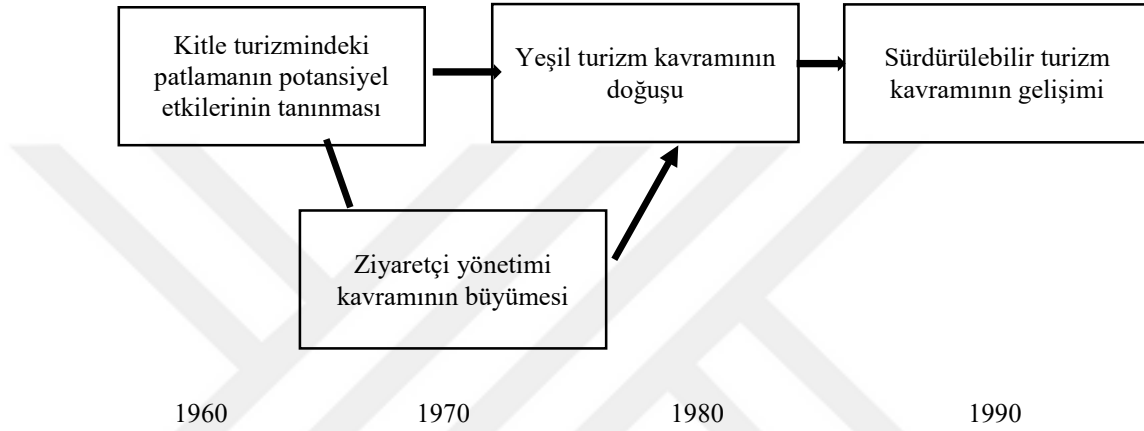 Kitle turizmindeki
patlamanın potansiyel
etkilerinin tanınması
Yeşil turizm kavramının
doğuşu
Sürdürülebilir turizm
kavramının gelişimi
Ziyaretçi yönetimi
kavramının büyümesi
1960 1970 1980 1990